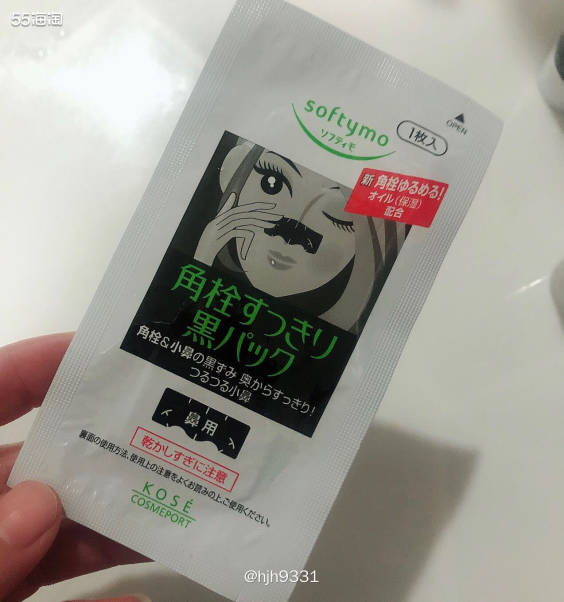 55海淘
softymo
ソフティモ
1枚入
OPEN
新 角栓ゆるめる!
オイル(保湿)
配合
角栓すっきり
黒パック
角栓&小鼻の黒ずみ 奥からすっきり!
つるつる小鼻
鼻用
乾かしすぎに注意
裏面の使用方法、使用上の注意をよくお読みの上、ご使用ください。
KOSÉ
COSMEPORT
@hjh9331